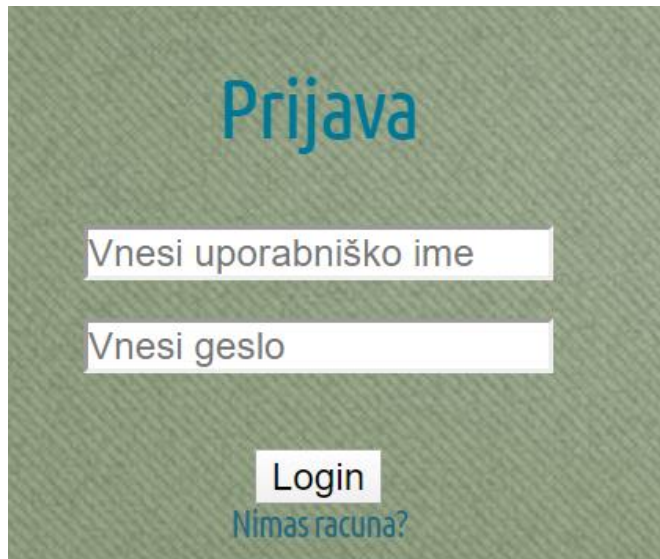 Prijava
Vnesi uporabniško ime
Vnesi geslo
Login
Nimas racuna?